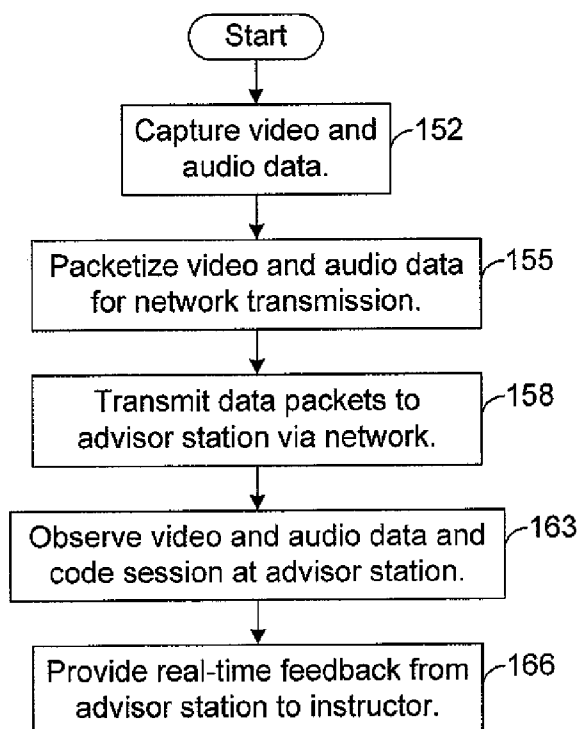 Start
Capture video and
audio data.
152
Packetize video and audio data
for network transmission.
155
Transmit data packets to
advisor station via network.
158
Observe video and audio data and
code session at advisor station.
163
Provide real-time feedback from
advisor station to instructor.
166